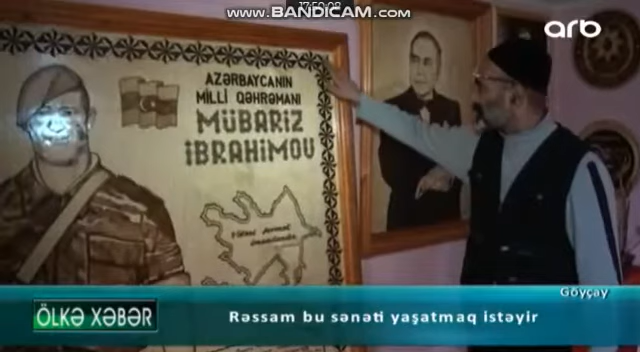 www.BANDICAM.com
arb
AZƏRBAYCANIN
MİLLİ QƏHRƏMANI
MÜBARİZ
İBRAHİMOV
Göyçay
ÖLKƏ XƏBƏR
Rəssam bu sənəti yaşatmaq istəyir